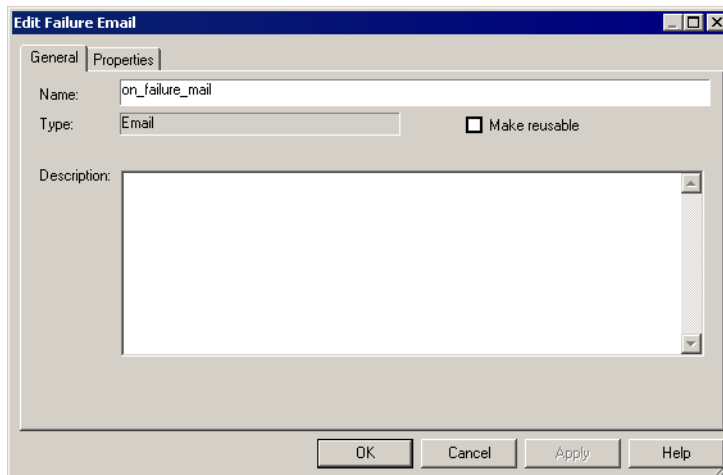 Edit Failure Email
General Properties
Name: on_failure_mail
Type: Email Make reusable
Description:
OK Cancel Apply Help